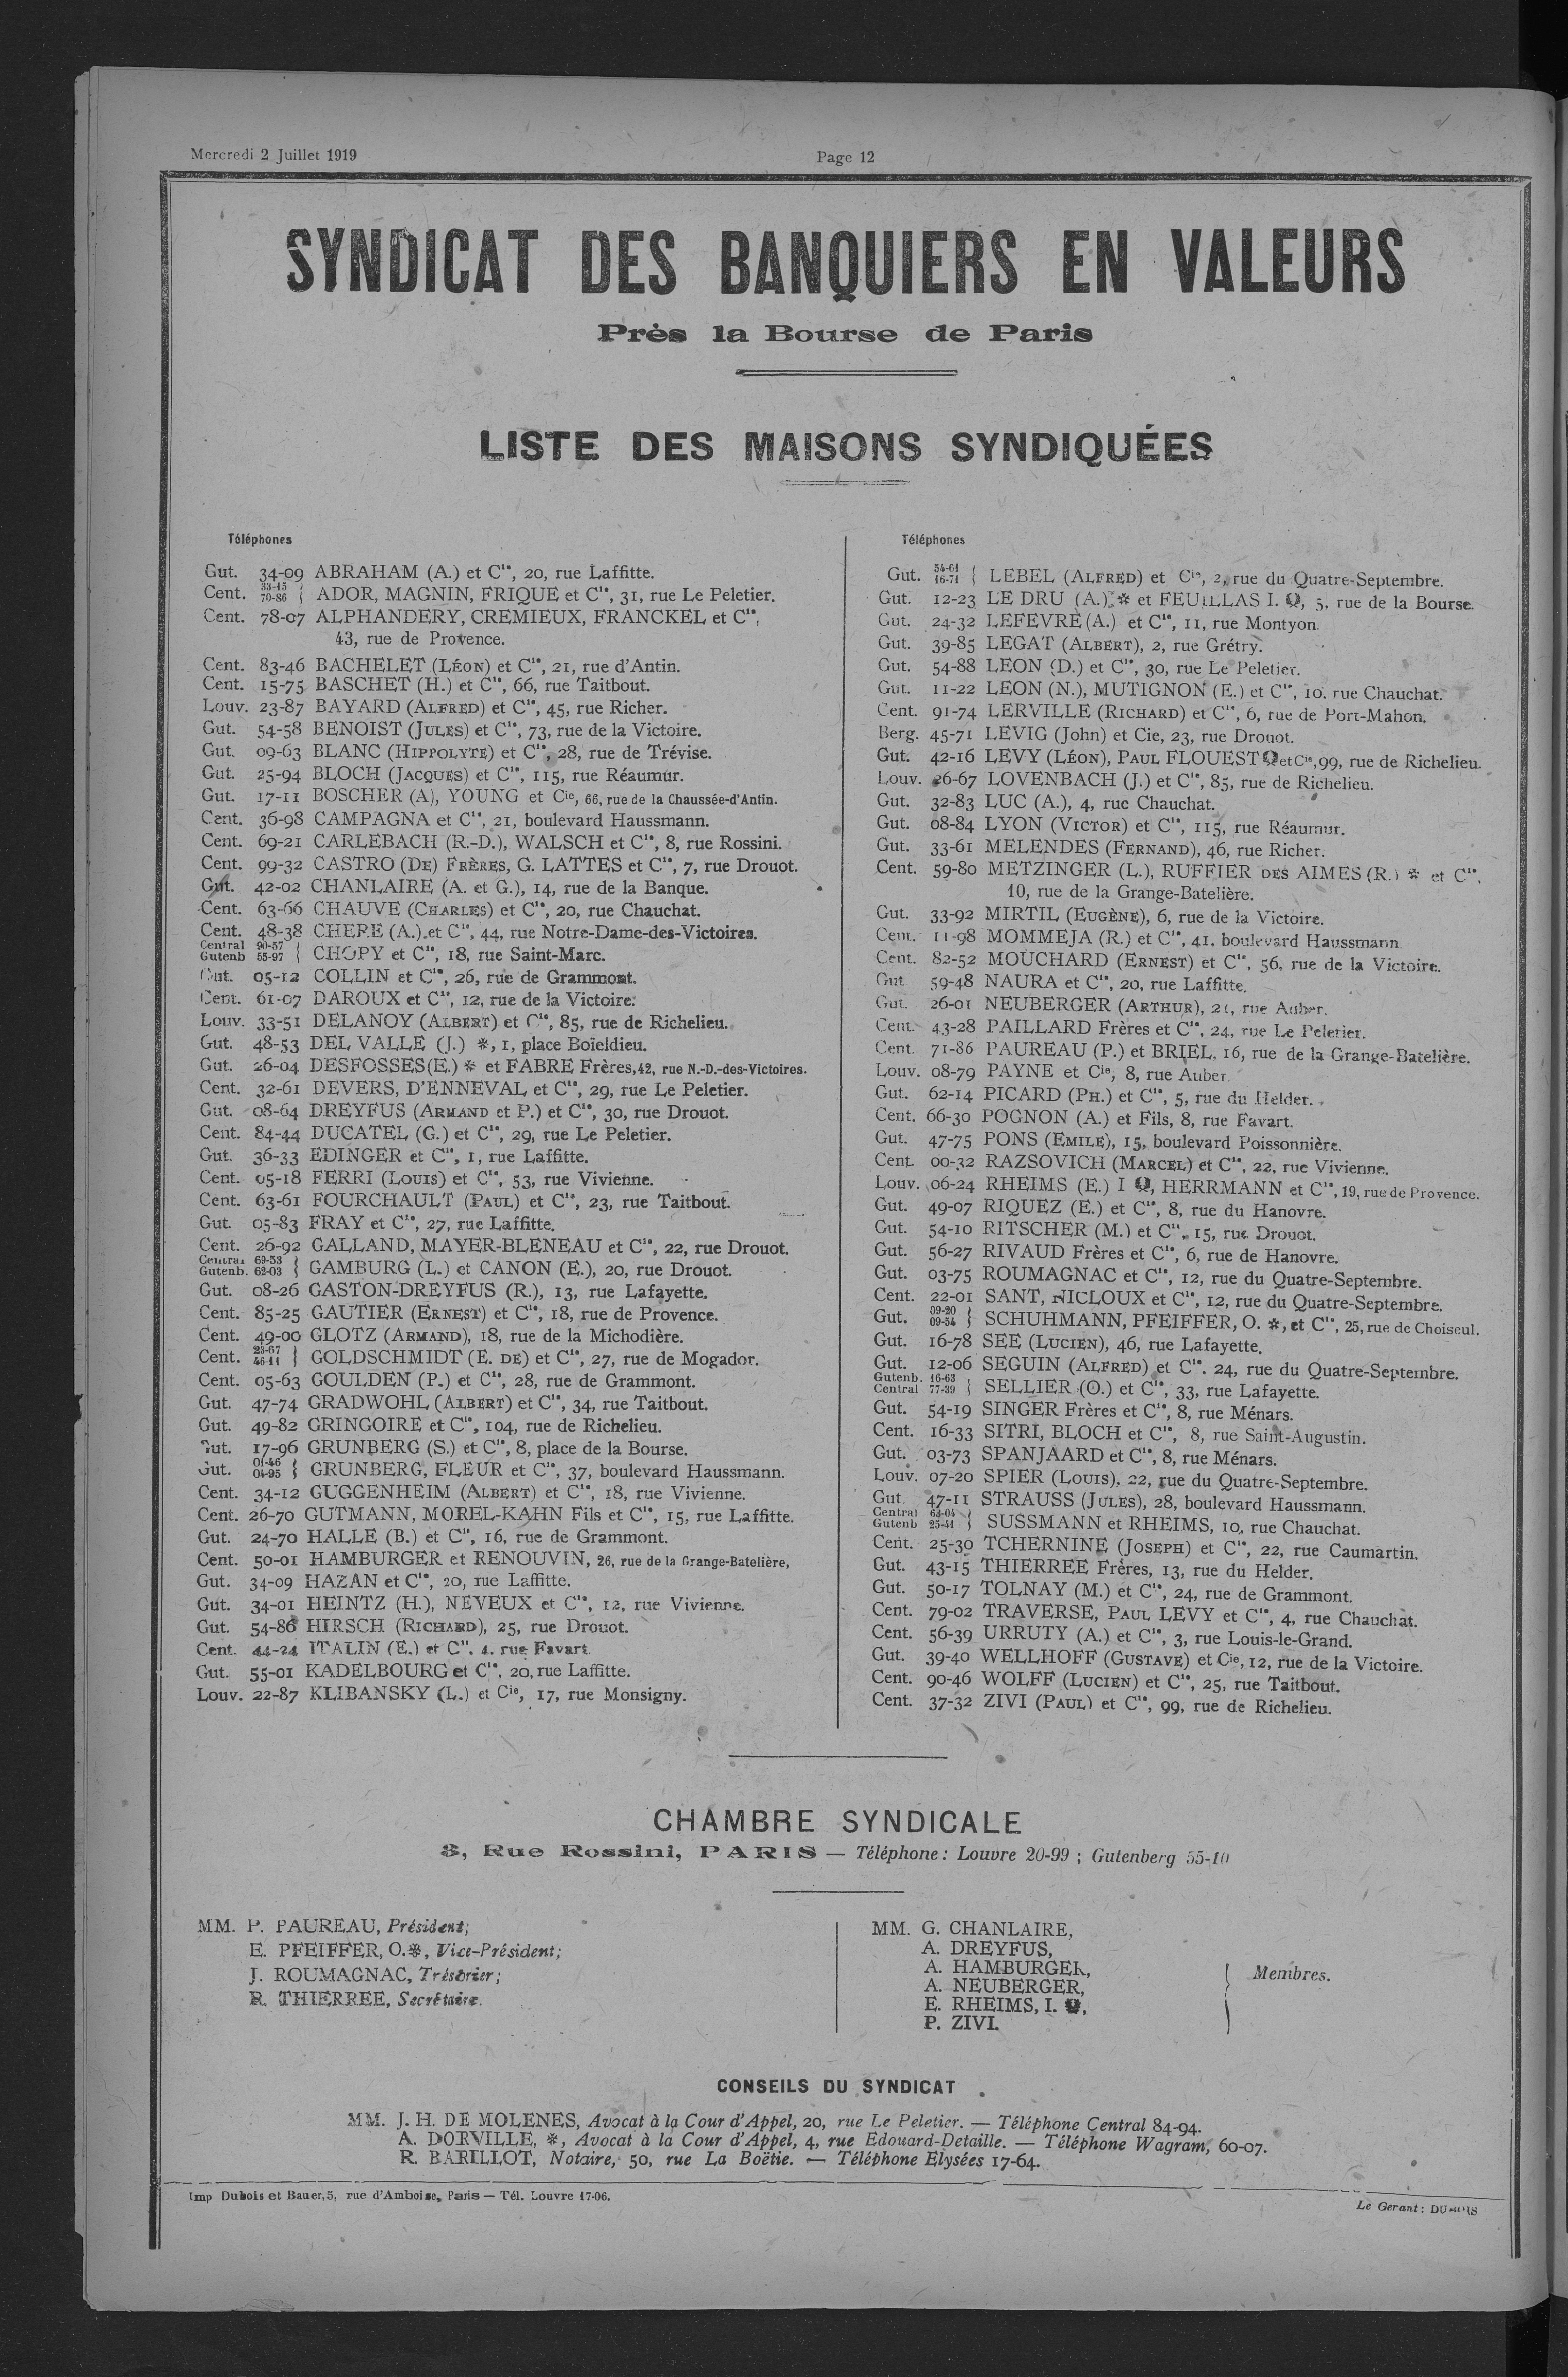 Mercredi 2 Juillet 1919
Page 12
SYNDICAT DES BANQUIERS EN VALEURS
Près la Bourse de Paris
LISTE DES MAISONS SYNDIQUÉES
Téléphones
Gut. 34-09 ABRAHAM (A.) et Cie, 20, rue Laffitte.
Cent. 33-15 70-86 { ADOR, MAGNIN, FRIQUE et Cie, 31, rue Le Peletier.
Cent. 78-07 ALPHANDERY, CREMIEUX, FRANCKEL et Cie,
43, rue de Provence.
Cent. 83-46 BACHELET (LÉON) et Cie, 21, rue d'Antin.
Cent. 15-75 BASCHET (H.) et Cie, 66, rue Taitbout.
Louv. 23-87 BAYARD (ALFRED) et Cie, 45, rue Richer.
Gut. 54-58 BENOIST (JULES) et Cie, 73, rue de la Victoire.
Gut. 09-63 BLANC (HIPPOLYTE) et Cie, 28, rue de Trévise.
Gut. 25-94 BLOCH (JACQUES) et Cie, 115, rue Réaumur.
Gut. 17-11 BOSCHER (A), YOUNG et Cie, 66, rue de la Chaussée-d'Antin.
Cent. 36-98 CAMPAGNA et Cie, 21, boulevard Haussmann.
Cent. 69-21 CARLEBACH (R.-D.), WALSCH et Cie, 8, rue Rossini.
Cent. 99-32 CASTRO (DE) FRÈRES, G. LATTES et Cie, 7, rue Drouot.
Gut. 42-02 CHANLAIRE (A. et G.), 14, rue de la Banque.
Cent. 63-66 CHAUVE (CHARLES) et Cie, 20, rue Chauchat.
Cent. 48-38 CHERE (A.) et Cie, 44, rue Notre-Dame-des-Victoires.
Central 90-57 Gutenb 55-97 { CHOPY et Cie, 18, rue Saint-Marc.
Gut. 05-12 COLLIN et Cie, 26, rue de Grammont.
Cent. 61-07 DAROUX et Cie, 12, rue de la Victoire.
Louv. 33-51 DELANOY (ALBERT) et Cie, 85, rue de Richelieu.
Gut. 48-53 DEL VALLE (J.) *, 1, place Boïeldieu.
Gut. 26-04 DESFOSSES (E.) * et FABRE Frères, 42, rue N.-D.-des-Victoires.
Cent. 32-61 DEVERS, D'ENNEVAL et Cie, 29, rue Le Peletier.
Gut. 08-64 DREYFUS (ARMAND et P.) et Cie, 30, rue Drouot.
Cent. 84-44 DUCATEL (G.) et Cie, 29, rue Le Peletier.
Gut. 36-33 EDINGER et Cie, 1, rue Laffitte.
Cent. 05-18 FERRI (LOUIS) et Cie, 53, rue Vivienne.
Cent. 63-61 FOURCHAULT (PAUL) et Cie, 23, rue Taitbout.
Gut. 05-83 FRAY et Cie, 27, rue Laffitte.
Cent. 26-92 GALLAND, MAYER-BLENEAU et Cie, 22, rue Drouot.
Central 69-53 Gutenb. 62-03 { GAMBURG (L.) et CANON (E.), 20, rue Drouot.
Gut. 08-26 GASTON-DREYFUS (R.), 13, rue Lafayette.
Cent. 85-25 GAUTIER (ERNEST) et Cie, 18, rue de Provence.
Cent. 49-00 GLOTZ (ARMAND), 18, rue de la Michodière.
Cent. 23-67 46-11 } GOLDSCHMIDT (E. DE) et Cie, 27, rue de Mogador.
Cent. 05-63 GOULDEN (P.) et Cie, 28, rue de Grammont.
Gut. 47-74 GRADWOHL (ALBERT) et Cie, 34, rue Taitbout.
Gut. 49-82 GRINGOIRE et Cie, 104, rue de Richelieu.
Gut. 17-96 GRUNBERG (S.) et Cie, 8, place de la Bourse.
Gut. 01-46 04-95 } GRUNBERG, FLEUR et Cie, 37, boulevard Haussmann.
Cent. 34-12 GUGGENHEIM (ALBERT) et Cie, 18, rue Vivienne.
Cent. 26-70 GUTMANN, MOREL-KAHN Fils et Cie, 15, rue Laffitte.
Gut. 24-70 HALLE (B.) et Cie, 16, rue de Grammont.
Cent. 50-01 HAMBURGER et RENOUVIN, 26, rue de la Grange-Batelière,
Gut. 34-09 HAZAN et Cie, 20, rue Laffitte.
Gut. 34-01 HEINTZ (H.), NEVEUX et Cie, 12, rue Vivienne.
Gut. 54-86 HIRSCH (RICHARD), 25, rue Drouot.
Cent. 44-24 ITALIN (E.) et Cie, 4, rue Favart.
Gut. 55-01 KADELBOURG et Cie, 20, rue Laffitte.
Louv. 22-87 KLIBANSKY (L.) et Cie, 17, rue Monsigny.
Téléphones
Gut. 54-61 16-71 { LEBEL (ALFRED) et Cie, 2, rue du Quatre-Septembre.
Gut. 12-23 LE DRU (A.) * et FEUILLAS I. Q, 5, rue de la Bourse.
Gut. 24-32 LEFEVRE (A.) et Cie, 11, rue Montyon.
Gut. 39-85 LEGAT (ALBERT), 2, rue Grétry.
Gut. 54-88 LEON (D.) et Cie, 30, rue Le Peletier.
Gut. 11-22 LEON (N.), MUTIGNON (E.) et Cie, 10, rue Chauchat.
Cent. 91-74 LERVILLE (RICHARD) et Cie, 6, rue de Port-Mahon.
Berg. 45-71 LEVIG (John) et Cie, 23, rue Drouot.
Gut. 42-16 LEVY (LÉON), PAUL FLOUEST Q et Cie, 99, rue de Richelieu.
Louv. 26-67 LOVENBACH (J.) et Cie, 85, rue de Richelieu.
Gut. 32-83 LUC (A.), 4, rue Chauchat.
Gut. 08-84 LYON (VICTOR) et Cie, 115, rue Réaumur.
Gut. 33-61 MELENDES (FERNAND), 46, rue Richer.
Cent. 59-80 METZINGER (L.), RUFFIER DES AIMES (R.) * et Cie,
10, rue de la Grange-Batelière.
Gut. 33-92 MIRTIL (EUGÈNE), 6, rue de la Victoire.
Cent. 11-98 MOMMEJA (R.) et Cie, 41, boulevard Haussmann.
Cent. 82-52 MOUCHARD (ERNEST) et Cie, 56, rue de la Victoire.
Gut. 59-48 NAURA et Cie, 20, rue Laffitte.
Gut. 26-01 NEUBERGER (ARTHUR), 21, rue Auber.
Cent. 43-28 PAILLARD Frères et Cie, 24, rue Le Peletier.
Cent. 71-86 PAUREAU (P.) et BRIEL, 16, rue de la Grange-Batelière.
Louv. 08-79 PAYNE et Cie, 8, rue Auber.
Gut. 62-14 PICARD (PH.) et Cie, 5, rue du Helder.
Cent. 66-30 POGNON (A.) et Fils, 8, rue Favart.
Gut. 47-75 PONS (EMILE), 15, boulevard Poissonnière.
Cent. 00-32 RAZSOVICH (MARCEL) et Cie, 22, rue Vivienne.
Louv. 06-24 RHEIMS (E.) I Q, HERRMANN et Cie, 19, rue de Provence.
Gut. 49-07 RIQUEZ (E.) et Cie, 8, rue du Hanovre.
Gut. 54-10 RITSCHER (M.) et Cie, 15, rue Drouot.
Gut. 56-27 RIVAUD Frères et Cie, 6, rue de Hanovre.
Gut. 03-75 ROUMAGNAC et Cie, 12, rue du Quatre-Septembre.
Cent. 22-01 SANT, NICLOUX et Cie, 12, rue du Quatre-Septembre.
Gut. 09-20 09-54 } SCHUHMANN, PFEIFFER, O. *, et Cie, 25, rue de Choiseul.
Gut. 16-78 SEE (LUCIEN), 46, rue Lafayette.
Gut. 12-06 SEGUIN (ALFRED) et Cie. 24, rue du Quatre-Septembre.
Gutenb. 16-63 Central 77-39 { SELLIER (O.) et Cie, 33, rue Lafayette.
Gut. 54-19 SINGER Frères et Cie, 8, rue Ménars.
Cent. 16-33 SITRI, BLOCH et Cie, 8, rue Saint-Augustin.
Gut. 03-73 SPANJAARD et Cie, 8, rue Ménars.
Louv. 07-20 SPIER (LOUIS), 22, rue du Quatre-Septembre.
Gut. 47-11 STRAUSS (JULES), 28, boulevard Haussmann.
Central 63-04 Gutenb 25-41 } SUSSMANN et RHEIMS, 10, rue Chauchat.
Cent. 25-30 TCHERNINE (JOSEPH) et Cie, 22, rue Caumartin.
Gut. 43-15 THIERREE Frères, 13, rue du Helder.
Gut. 50-17 TOLNAY (M.) et Cie, 24, rue de Grammont.
Cent. 79-02 TRAVERSE, PAUL LEVY et Cie, 4, rue Chauchat.
Cent. 56-39 URRUTY (A.) et Cie, 3, rue Louis-le-Grand.
Gut. 39-40 WELLHOFF (GUSTAVE) et Cie, 12, rue de la Victoire.
Cent. 90-46 WOLFF (LUCIEN) et Cie, 25, rue Taitbout.
Cent. 37-32 ZIVI (PAUL) et Cie, 99, rue de Richelieu.
CHAMBRE SYNDICALE
8, Rue Rossini, PARIS — Téléphone: Louvre 20-99 ; Gutenberg 55-10
MM. P. PAUREAU, Président;
E. PFEIFFER, O. *, Vice-Président;
J. ROUMAGNAC, Trésorier;
R. THIERREE, Secrétaire.
MM. G. CHANLAIRE,
A. DREYFUS,
A. HAMBURGER,
A. NEUBERGER,
E. RHEIMS, I. Q,
P. ZIVI.
Membres.
CONSEILS DU SYNDICAT
MM. J. H. DE MOLENES, Avocat à la Cour d'Appel, 20, rue Le Peletier. — Téléphone Central 84-94.
A. DORVILLE, *, Avocat à la Cour d'Appel, 4, rue Edouard-Detaille. — Téléphone Wagram, 60-07.
R. BARILLOT, Notaire, 50, rue La Boëtie. — Téléphone Elysées 17-64.
Imp Dubois et Bauer, 5, rue d'Amboise, Paris — Tél. Louvre 17-06.
Le Gerant: DUBOIS